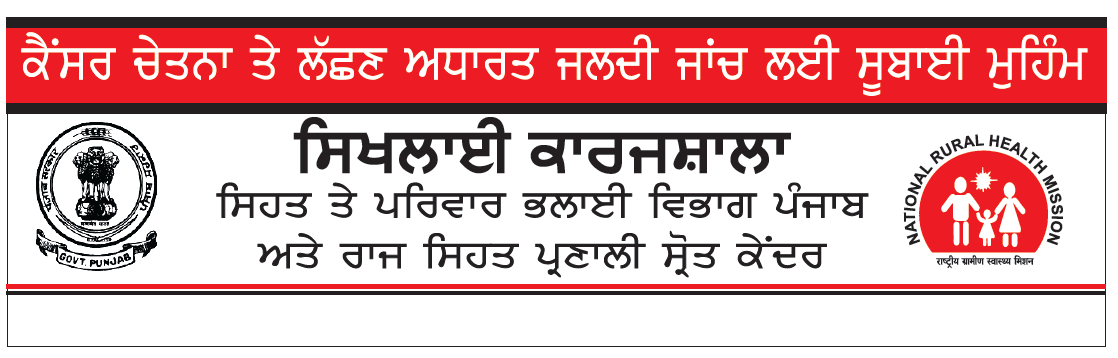 ਕੈਂਸਰ ਚੇਤਨਾ ਤੇ ਲੱਛਣ ਅਧਾਰਤ ਜਲਦੀ ਜਾਂਚ ਲਈ ਸੂਬਾਈ ਮੁਹਿੰਮ
ਸਿਖਲਾਈ ਕਾਰਜਸ਼ਾਲਾ
ਸਿਹਤ ਤੇ ਪਰਿਵਾਰ ਭਲਾਈ ਵਿਭਾਗ ਪੰਜਾਬ
ਅਤੇ ਰਾਜ ਸਿਹਤ ਪ੍ਰਣਾਲੀ ਸ੍ਰੋਤ ਕੇਂਦਰ
ਪੰਜਾਬ ਸਰਕਾਰ
GOVT. PUNJAB
NATIONAL RURAL HEALTH MISSION
राष्ट्रीय ग्रामीण स्वास्थ्य मिशन